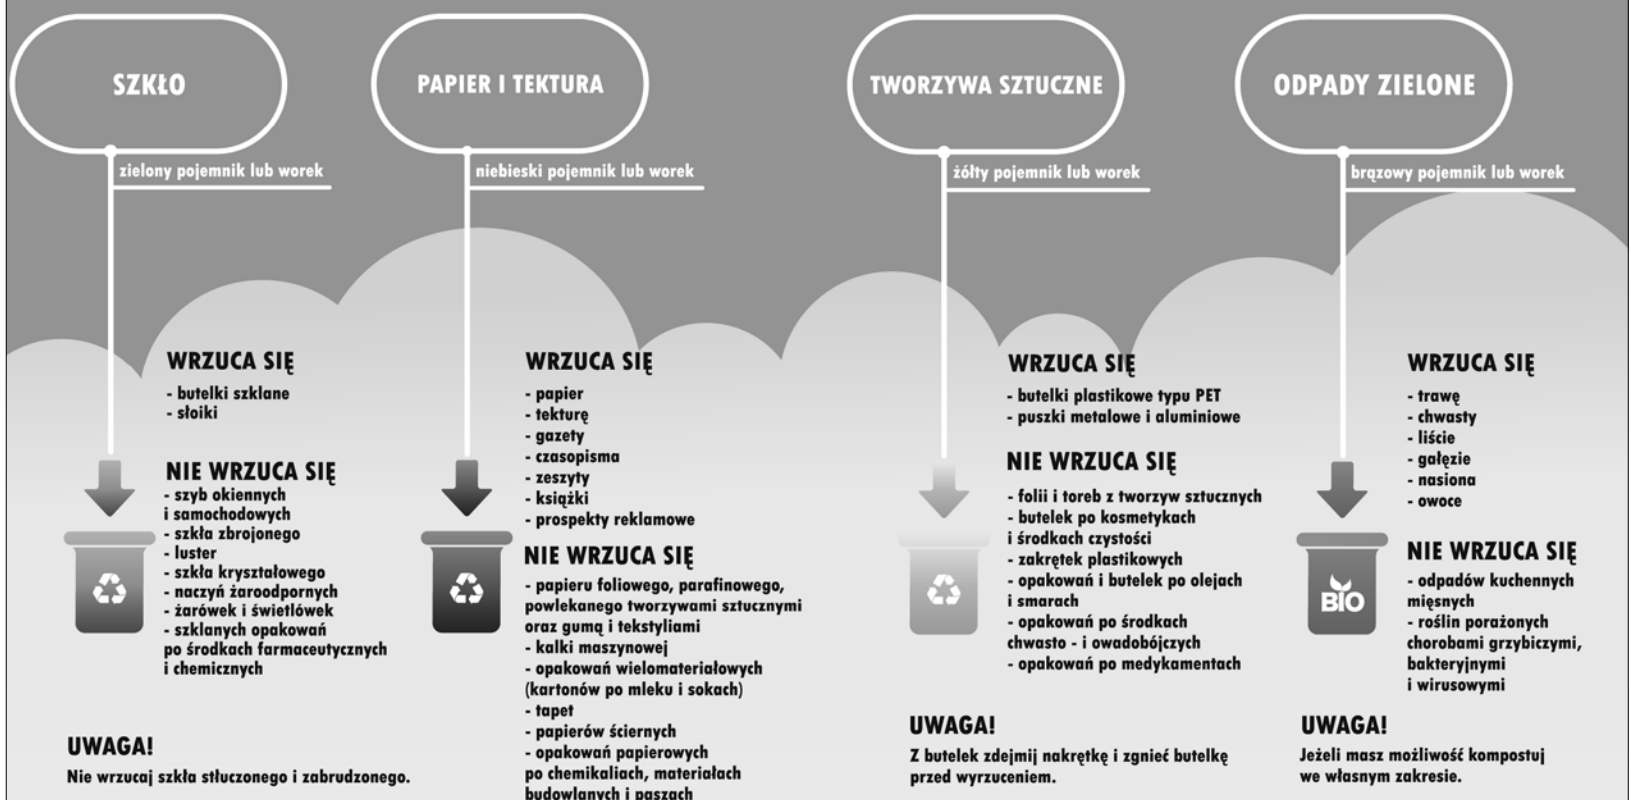 SZKŁO
zielony pojemnik lub worek
WRZUCA SIĘ
- butelki szklane
- słoiki
NIE WRZUCA SIĘ
- szyb okiennych
i samochodowych
- szkła zbrojonego
- luster
- szkła kryształowego
- naczyń żaroodpornych
- żarówek i świetlówek
- szklanych opakowań
po środkach farmaceutycznych
i chemicznych
UWAGA!
Nie wrzucaj szkła stłuczonego i zabrudzonego.
PAPIER I TEKTURA
niebieski pojemnik lub worek
WRZUCA SIĘ
- papier
- tekturę
- gazety
- czasopisma
- zeszyty
- książki
- prospekty reklamowe
NIE WRZUCA SIĘ
- papieru foliowego, parafinowego,
powlekanego tworzywami sztucznymi
oraz gumą i tekstyliami
- kalki maszynowej
- opakowań wielomateriałowych
(kartonów po mleku i sokach)
- tapet
- papierów ściernych
- opakowań papierowych
po chemikaliach, materiałach
budowlanych i paszach
TWORZYWA SZTUCZNE
żółty pojemnik lub worek
WRZUCA SIĘ
- butelki plastikowe typu PET
- puszki metalowe i aluminiowe
NIE WRZUCA SIĘ
- folii i toreb z tworzyw sztucznych
- butelek po kosmetykach
i środkach czystości
- zakrętek plastikowych
- opakowań i butelek po olejach
i smarach
- opakowań po środkach
chwasto - i owadobójczych
- opakowań po medykamentach
UWAGA!
Z butelek zdejmij nakrętkę i zgnieć butelkę
przed wyrzuceniem.
ODPADY ZIELONE
brązowy pojemnik lub worek
WRZUCA SIĘ
- trawę
- chwasty
- liście
- gałęzie
- nasiona
- owoce
BIO
NIE WRZUCA SIĘ
- odpadów kuchennych
mięsnych
- roślin porażonych
chorobami grzybiczymi,
bakteryjnymi
i wirusowymi
UWAGA!
Jeżeli masz możliwość kompostuj
we własnym zakresie.